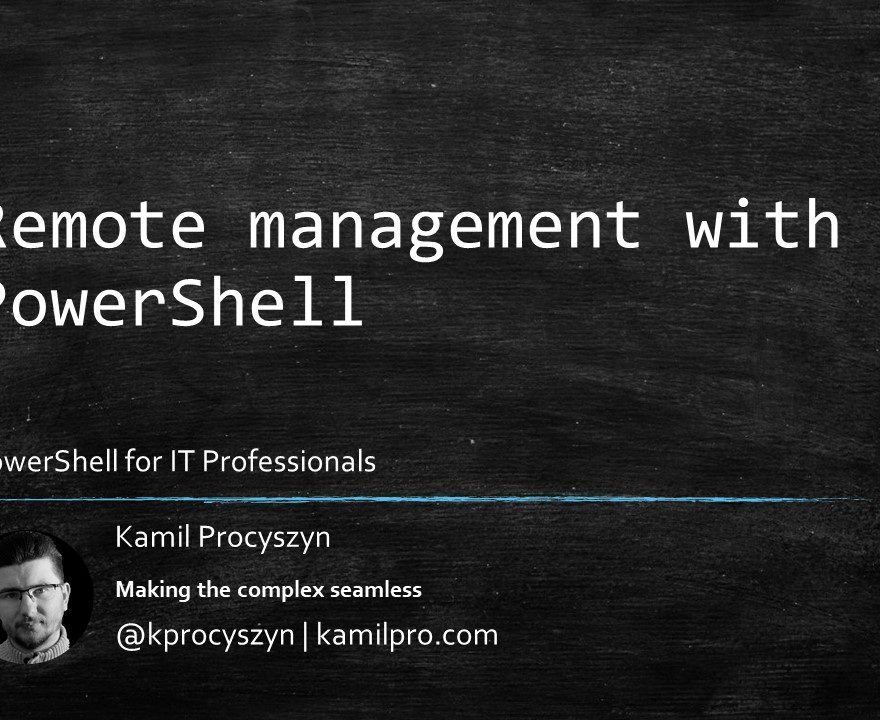 Remote management with
PowerShell
owerShell for IT Professionals
Kamil Procyszyn
Making the complex seamless
@kprocyszyn | kamilpro.com